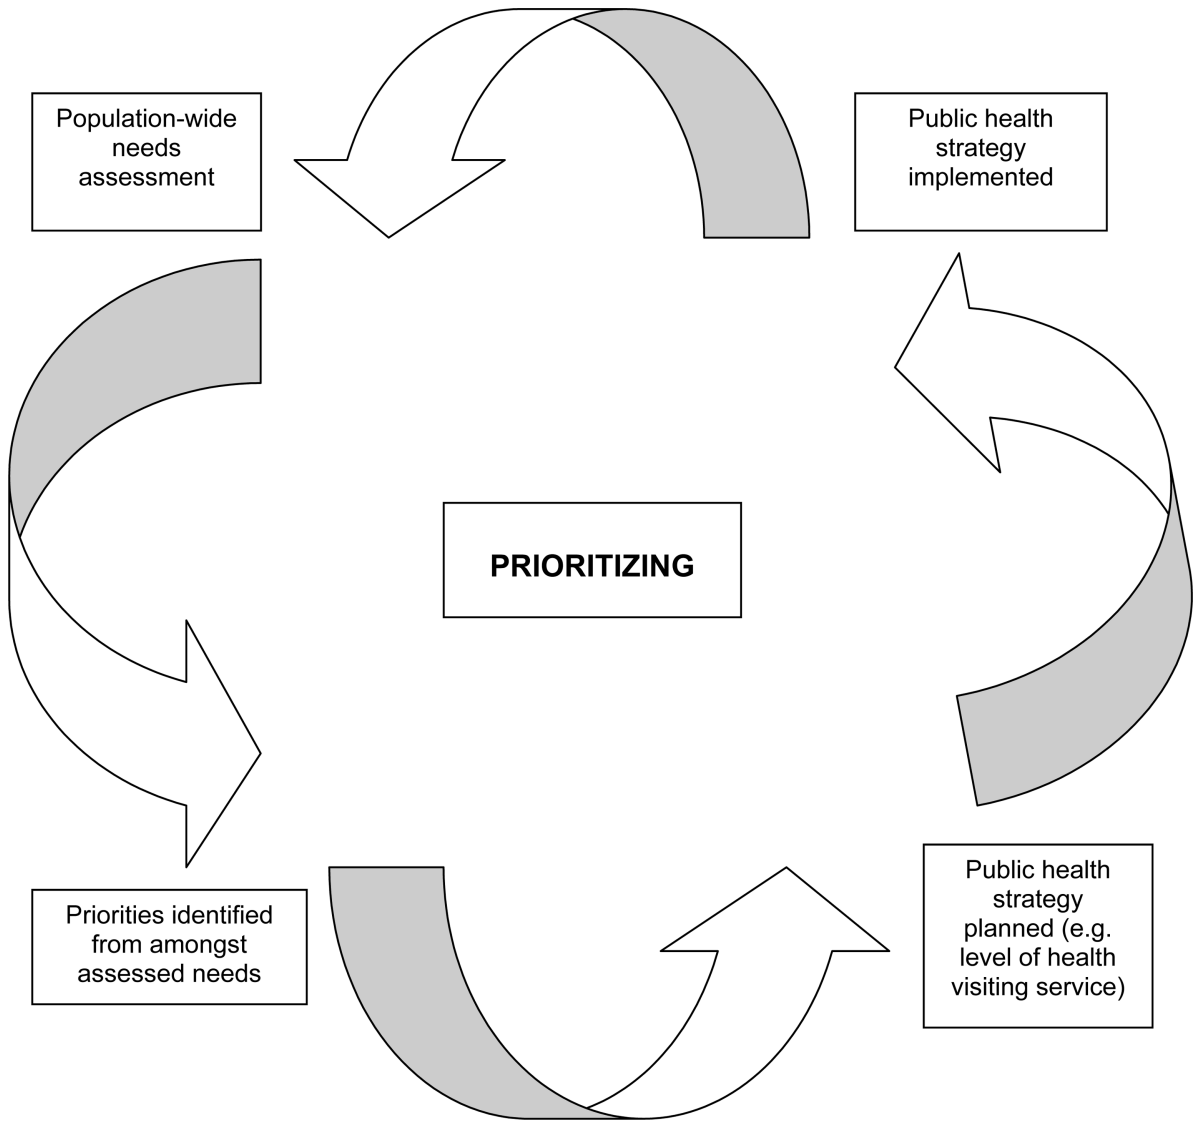 Population-wide
needs
assessment
Public health
strategy
implemented
PRIORITIZING
Priorities identified
from amongst
assessed needs
Public health
strategy
planned (e.g.
level of health
visiting service)